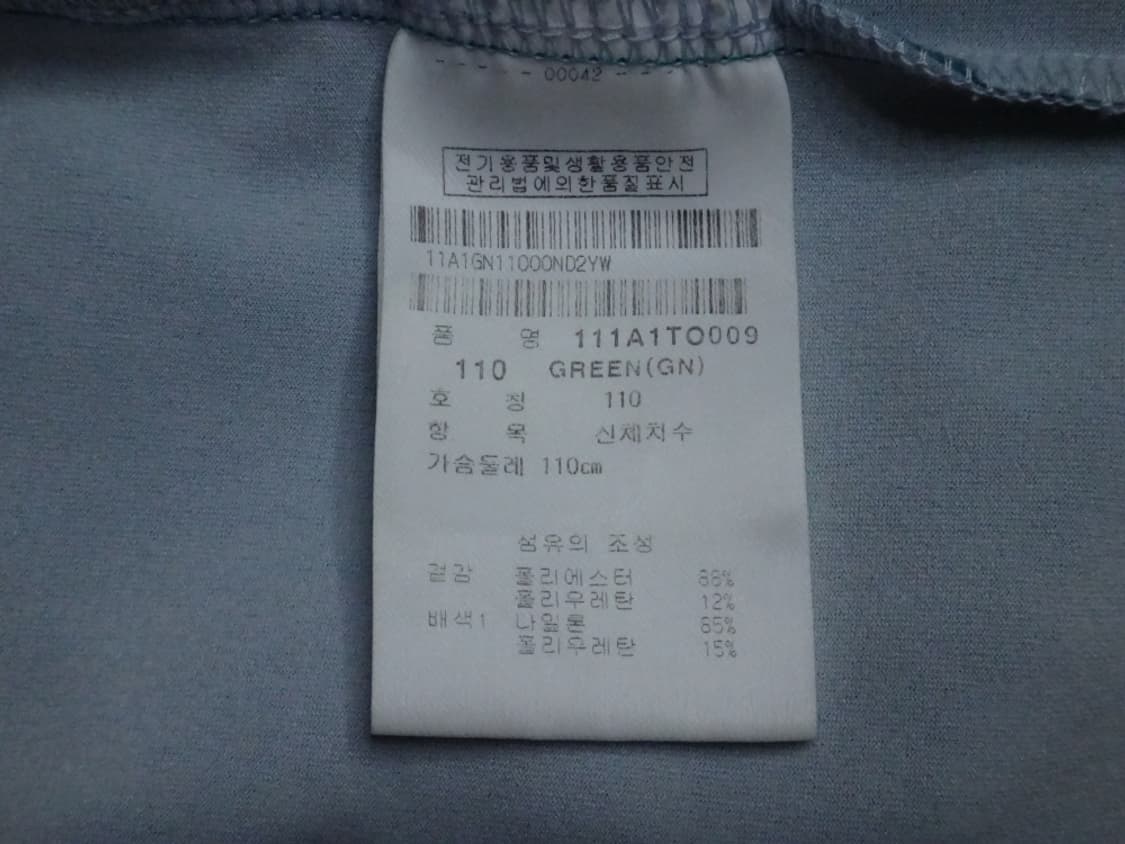 - - - - - 00042 - - -
전기용품및생활용품안전
관리법에의한품질표시
11A1GN11000ND2YW
품 명 111A1TO009
110 GREEN(GN)
호 칭 110
항 목 신체치수
가슴둘레 110cm
섬유의 조성
겉감 폴리에스터 88%
폴리우레탄 12%
배색1 나일론 85%
폴리우레탄 15%